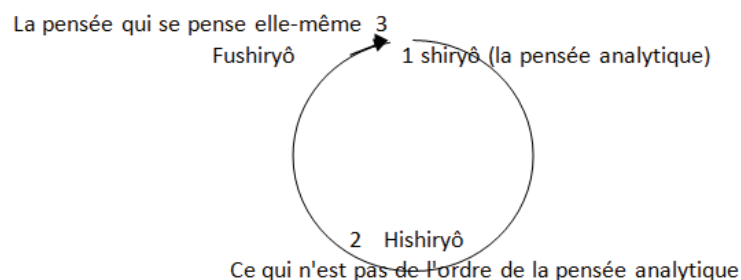 La pensée qui se pense elle-même 3
Fushiryô 1 shiryô (la pensée analytique)
2 Hishiryô
Ce qui n'est pas de l'ordre de la pensée analytique